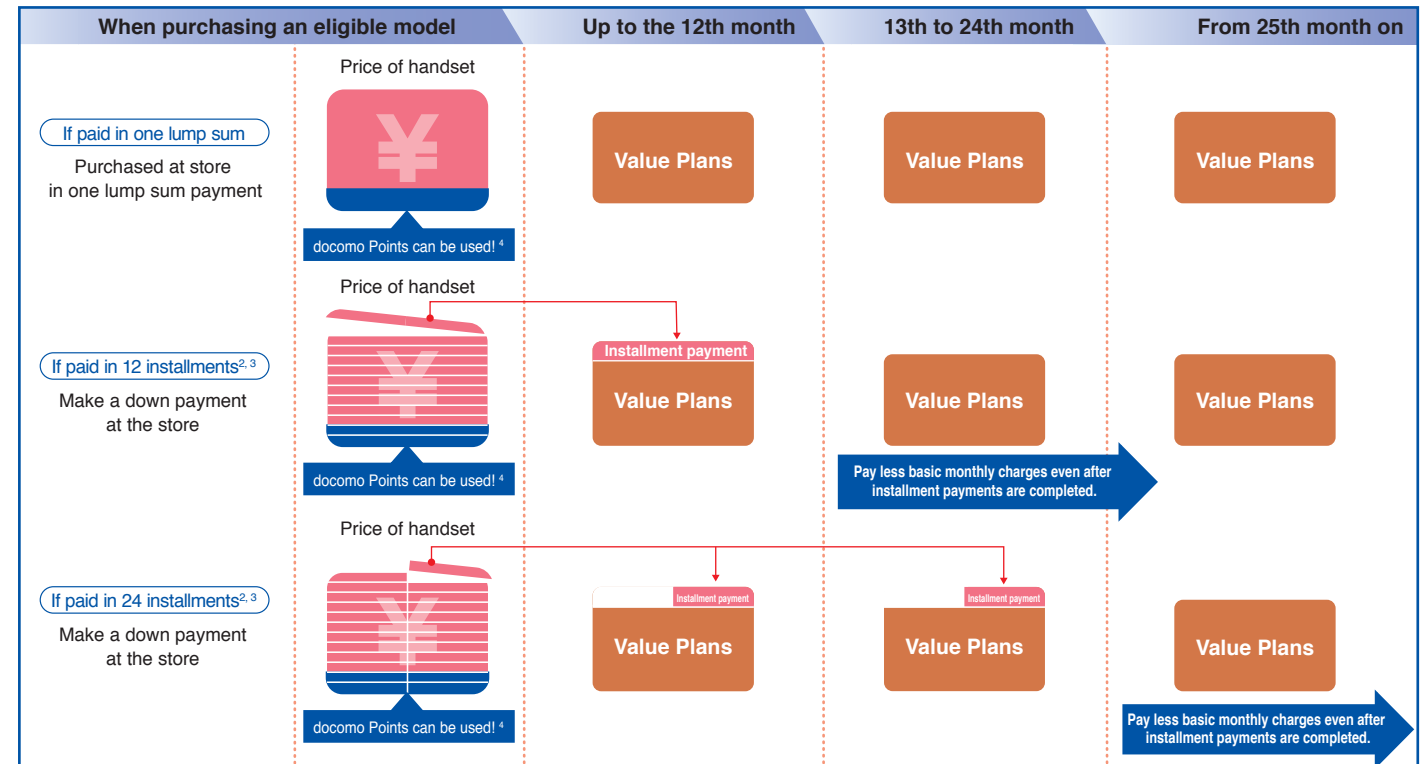 When purchasing an eligible model
Up to the 12th month
13th to 24th month
From 25th month on
Price of handset
¥
If paid in one lump sum
Purchased at store
in one lump sum payment
Value Plans
Value Plans
Value Plans
docomo Points can be used! 4
Price of handset
¥
If paid in 12 installments2, 3
Make a down payment
at the store
Installment payment
Value Plans
Value Plans
Value Plans
docomo Points can be used! 4
Pay less basic monthly charges even after
installment payments are completed.
Price of handset
¥
If paid in 24 installments2, 3
Make a down payment
at the store
Installment payment
Value Plans
Installment payment
Value Plans
Value Plans
docomo Points can be used! 4
Pay less basic monthly charges even after
installment payments are completed.